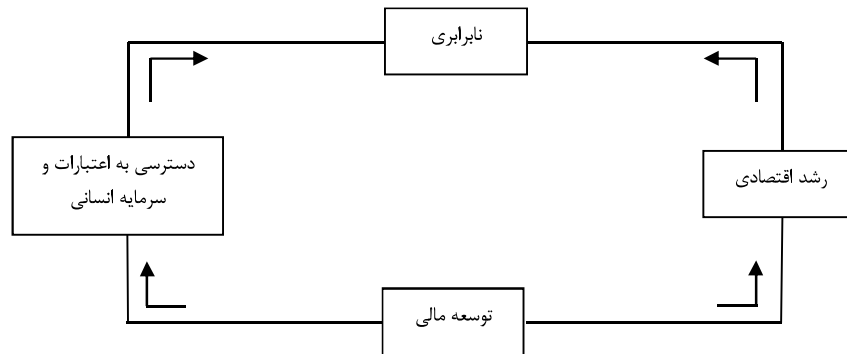 نابرابری
دسترسی به اعتبارات و
سرمایه انسانی
رشد اقتصادی
توسعه مالی